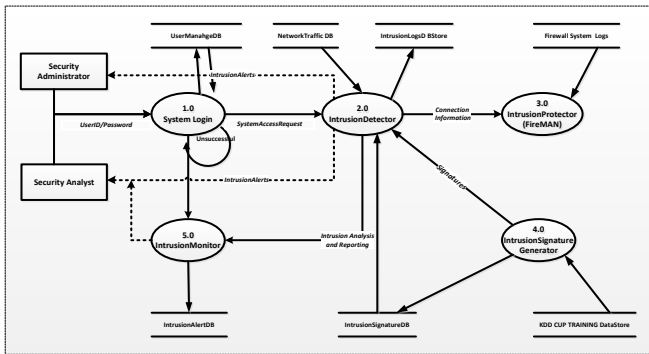 UserManahgeDB
NetworkTraffic DB
IntrusionLogsD BStore
Firewall System Logs
Security
Administrator
IntrusionAlerts
1.0
System Login
2.0
IntrusionDetector
3.0
IntrusionProtector
(FireMAN)
UserID/Password
SystemAccessRequest
Connection
Information
Unsuccessful
Security Analyst
IntrusionAlerts
Signatures
5.0
IntrusionMonitor
Intrusion Analysis
and Reporting
4.0
IntrusionSignature
Generator
IntrusionAlertDB
IntrusionSignatureDB
KDD CUP TRAINING DataStore